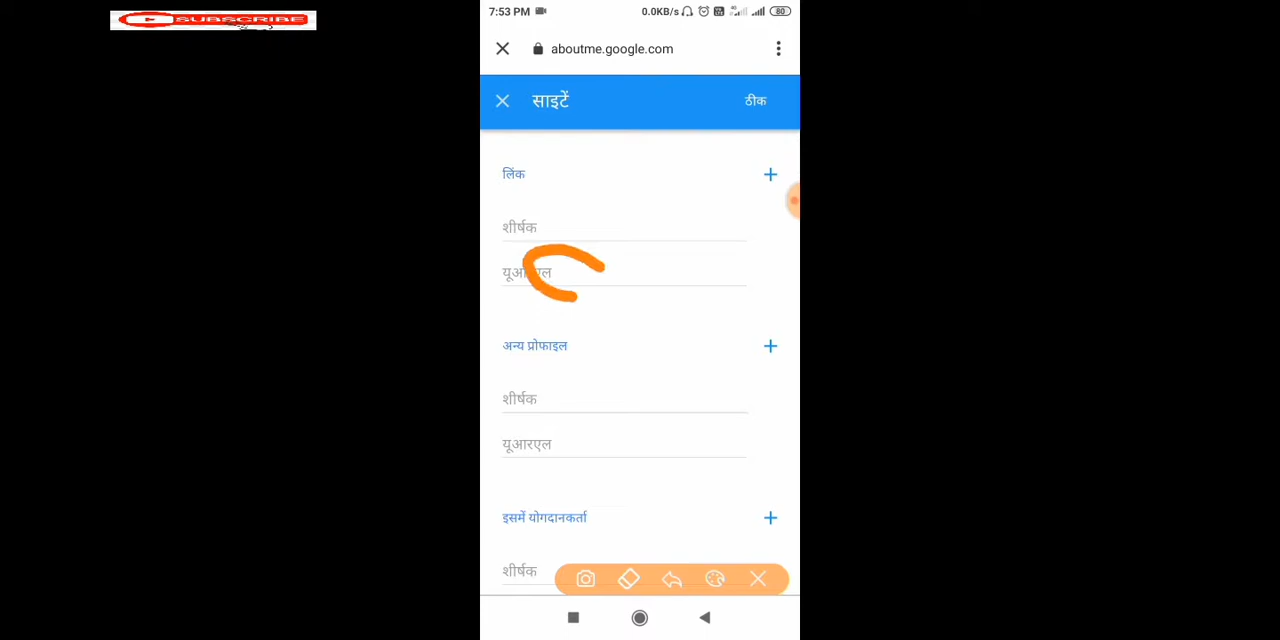 SUBSCRIBE
7:53 PM
0.0KB/s
80
aboutme.google.com
साइटें
ठीक
लिंक
शीर्षक
यूआरएल
अन्य प्रोफाइल
शीर्षक
यूआरएल
इसमें योगदानकर्ता
शीर्षक